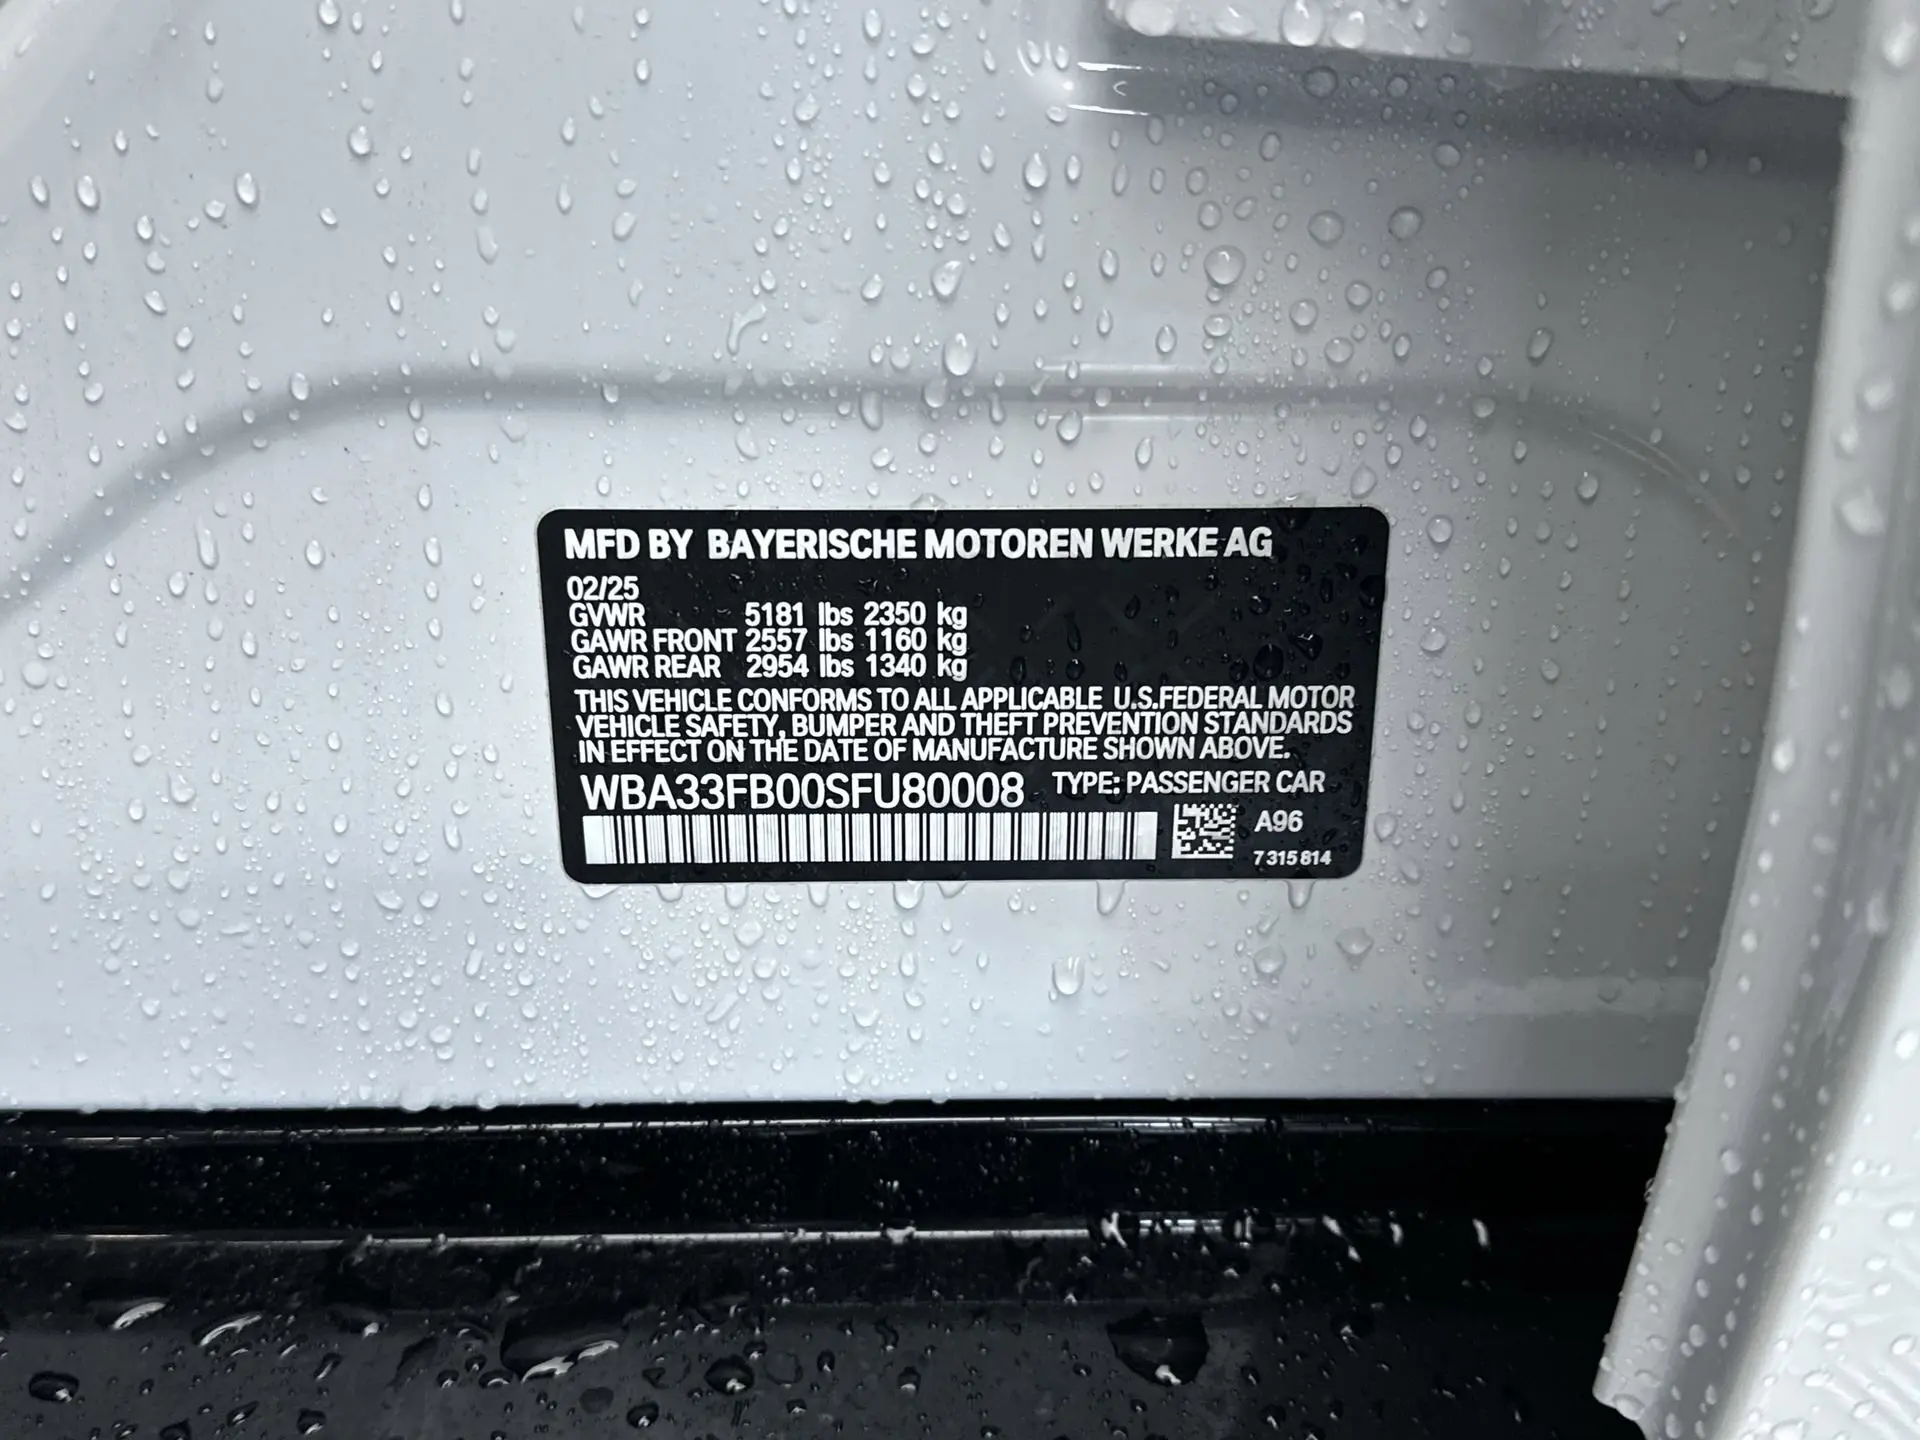 MFD BY BAYERISCHE MOTOREN WERKE AG
02/25
GVWR 5181 lbs 2350 kg
GAWR FRONT 2557 lbs 1160 kg
GAWR REAR 2954 lbs 1340 kg
THIS VEHICLE CONFORMS TO ALL APPLICABLE U.S.FEDERAL MOTOR
VEHICLE SAFETY, BUMPER AND THEFT PREVENTION STANDARDS
IN EFFECT ON THE DATE OF MANUFACTURE SHOWN ABOVE.
WBA33FB00SFU80008 TYPE: PASSENGER CAR
A96
7 315 814